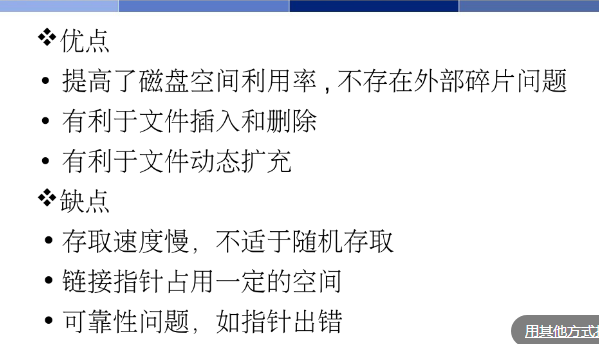 ❖优点
• 提高了磁盘空间利用率，不存在外部碎片问题
• 有利于文件插入和删除
• 有利于文件动态扩充
❖缺点
• 存取速度慢，不适于随机存取
• 链接指针占用一定的空间
• 可靠性问题，如指针出错
用其他方式